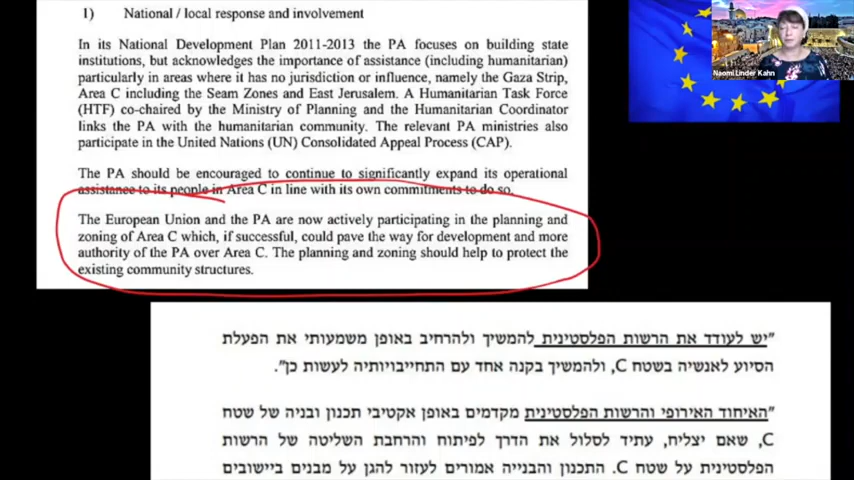 1) National / local response and involvement
In its National Development Plan 2011-2013 the PA focuses on building state
institutions, but acknowledges the importance of assistance (including humanitarian)
particularly in areas where it has no jurisdiction or influence, namely the Gaza Strip,
Area C including the Seam Zones and East Jerusalem. A Humanitarian Task Force
(HTF) co-chaired by the Ministry of Planning and the Humanitarian Coordinator
links the PA with the humanitarian community. The relevant PA ministries also
participate in the United Nations (UN) Consolidated Appeal Process (CAP).
The PA should be encouraged to continue to significantly expand its operational
assistance to its people in Area C in line with its own commitments to do so.
The European Union and the PA are now actively participating in the planning and
zoning of Area C which, if successful, could pave the way for development and more
authority of the PA over Area C. The planning and zoning should help to protect the
existing community structures.
Naomi Linder Kahn
"יש לעודד את הרשות הפלסטינית להמשיך ולהרחיב באופן משמעותי את הפעלת
הסיוע לאנשיה בשטח C, ולהמשיך בקנה אחד עם התחייבויותיה לעשות כן".
"האיחוד האירופי והרשות הפלסטינית מקדמים באופן אקטיבי תכנון ובניה של שטח
C, שאם יצליח, עתיד לסלול את הדרך לפיתוח והרחבת השליטה של הרשות
הפלסטינית על שטח C. התכנון והבנייה אמורים לעזור להגן על מבנים ביישובים